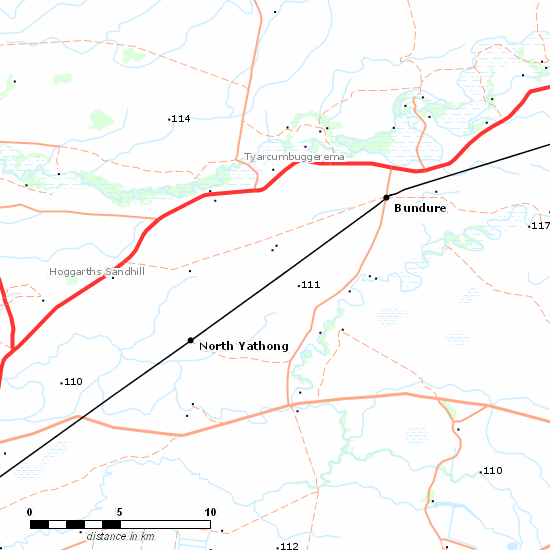 114
Tyarcumbuggerema
Bundure
117
Hoggarths Sandhill
111
North Yathong
110
110
0 5 10
distance in km
112